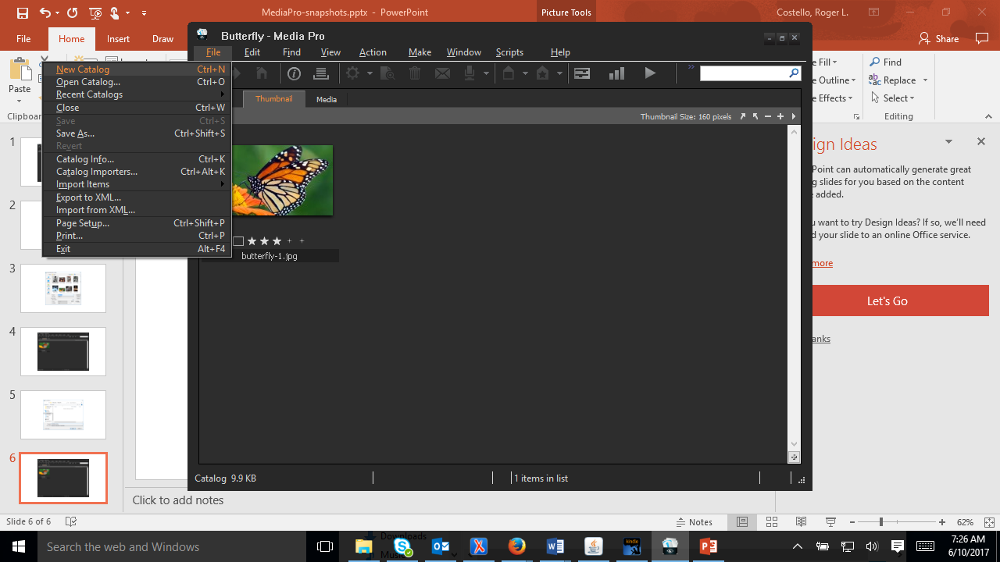 MediaPro-snapshots.pptx - PowerPoint
Picture Tools
Costello, Roger L.
File
Home
Insert
Draw
Share
Paste
Clipboar
Fill
Outline
Effects
Find
Replace
Select
Editing
Butterfly - Media Pro
File Edit Find View Action Make Window Scripts Help
New Catalog Ctrl+N
Open Catalog... Ctrl+O
Recent Catalogs
Close Ctrl+W
Save Ctrl+S
Save As... Ctrl+Shift+S
Revert
Catalog Info... Ctrl+K
Catalog Importers... Ctrl+Alt+K
Import Items
Export to XML...
Import from XML...
Page Setup... Ctrl+Shift+P
Print... Ctrl+P
Exit Alt+F4
Thumbnail
Media
Thumbnail Size: 160 pixels
butterfly-1.jpg
Catalog 9.9 KB
1 items in list
1
2
3
4
5
6
ign Ideas
Point can automatically generate great
g slides for you based on the content
e added.
u want to try Design Ideas? If so, we'll need
d your slide to an online Office service.
more
Let's Go
anks
Click to add notes
Slide 6 of 6
Notes
62%
Search the web and Windows
Downloads
Music
kindle
7:26 AM
6/10/2017